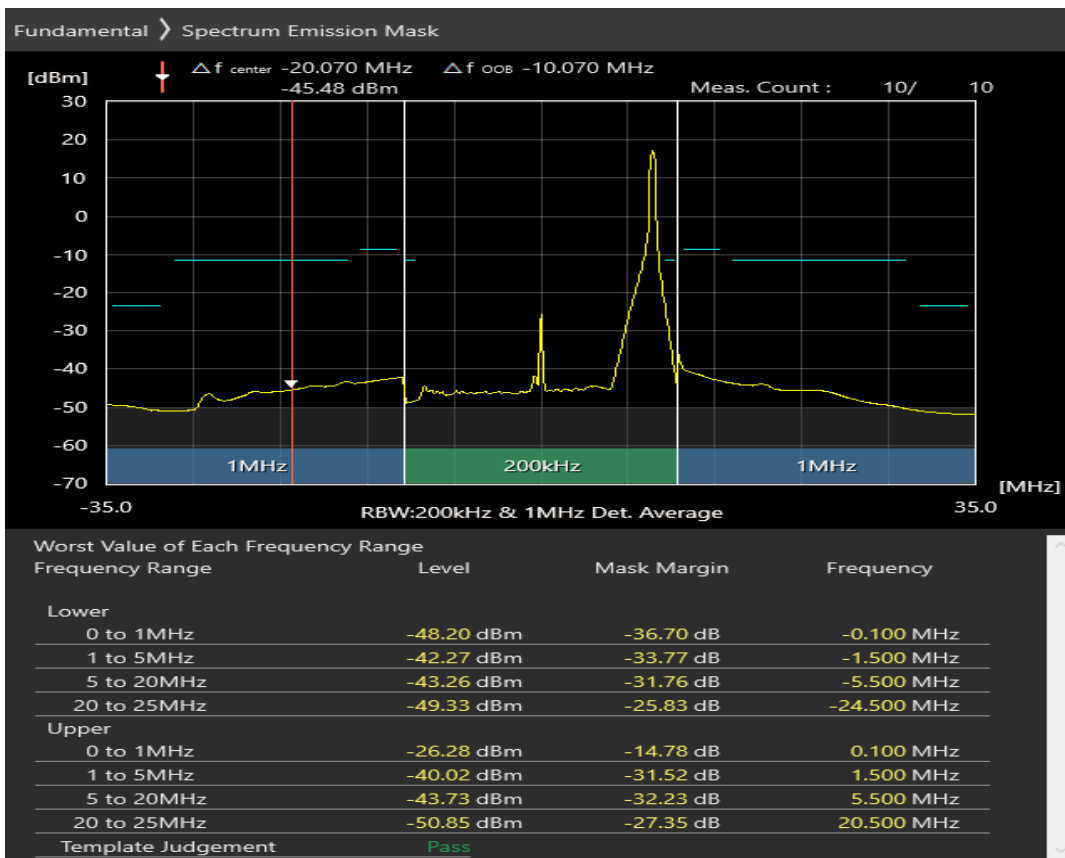 Fundamental ❭ Spectrum Emission Mask
[dBm] △f center -20.070 MHz △f OOB -10.070 MHz
-45.48 dBm Meas. Count : 10/ 10
30
20
10
0
-10
-20
-30
-40
-50
-60
-70
1MHz 200kHz 1MHz
[MHz]
-35.0 RBW:200kHz & 1MHz Det. Average 35.0
Worst Value of Each Frequency Range
Frequency Range Level Mask Margin Frequency
Lower
0 to 1MHz -48.20 dBm -36.70 dB -0.100 MHz
1 to 5MHz -42.27 dBm -33.77 dB -1.500 MHz
5 to 20MHz -43.26 dBm -31.76 dB -5.500 MHz
20 to 25MHz -49.33 dBm -25.83 dB -24.500 MHz
Upper
0 to 1MHz -26.28 dBm -14.78 dB 0.100 MHz
1 to 5MHz -40.02 dBm -31.52 dB 1.500 MHz
5 to 20MHz -43.73 dBm -32.23 dB 5.500 MHz
20 to 25MHz -50.85 dBm -27.35 dB 20.500 MHz
Template Judgement Pass